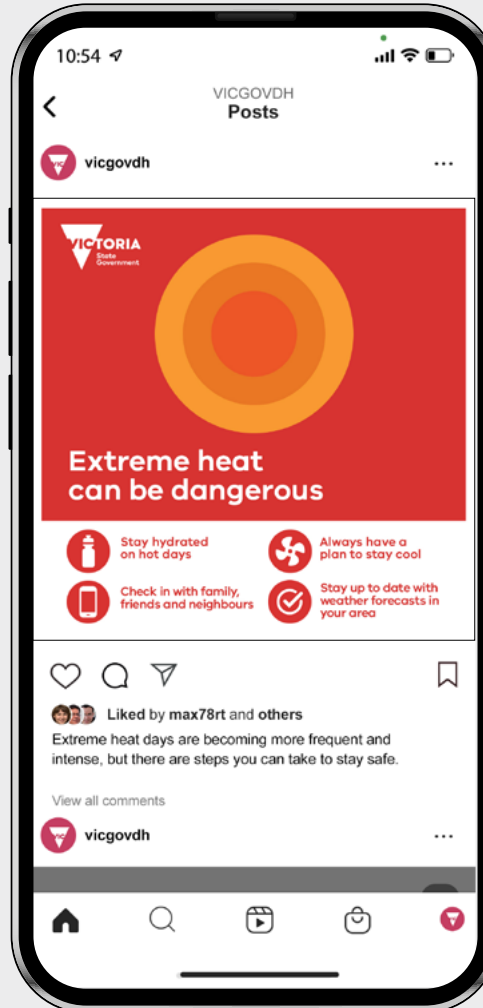 10:54
VICGOVDH
Posts
vicgovdh
VICTORIA
State
Government
Extreme heat
can be dangerous
Stay hydrated
on hot days
Always have a
plan to stay cool
Check in with family,
friends and neighbours
Stay up to date with
weather forecasts in
your area
Liked by max78rt and others
Extreme heat days are becoming more frequent and
intense, but there are steps you can take to stay safe.
View all comments
vicgovdh